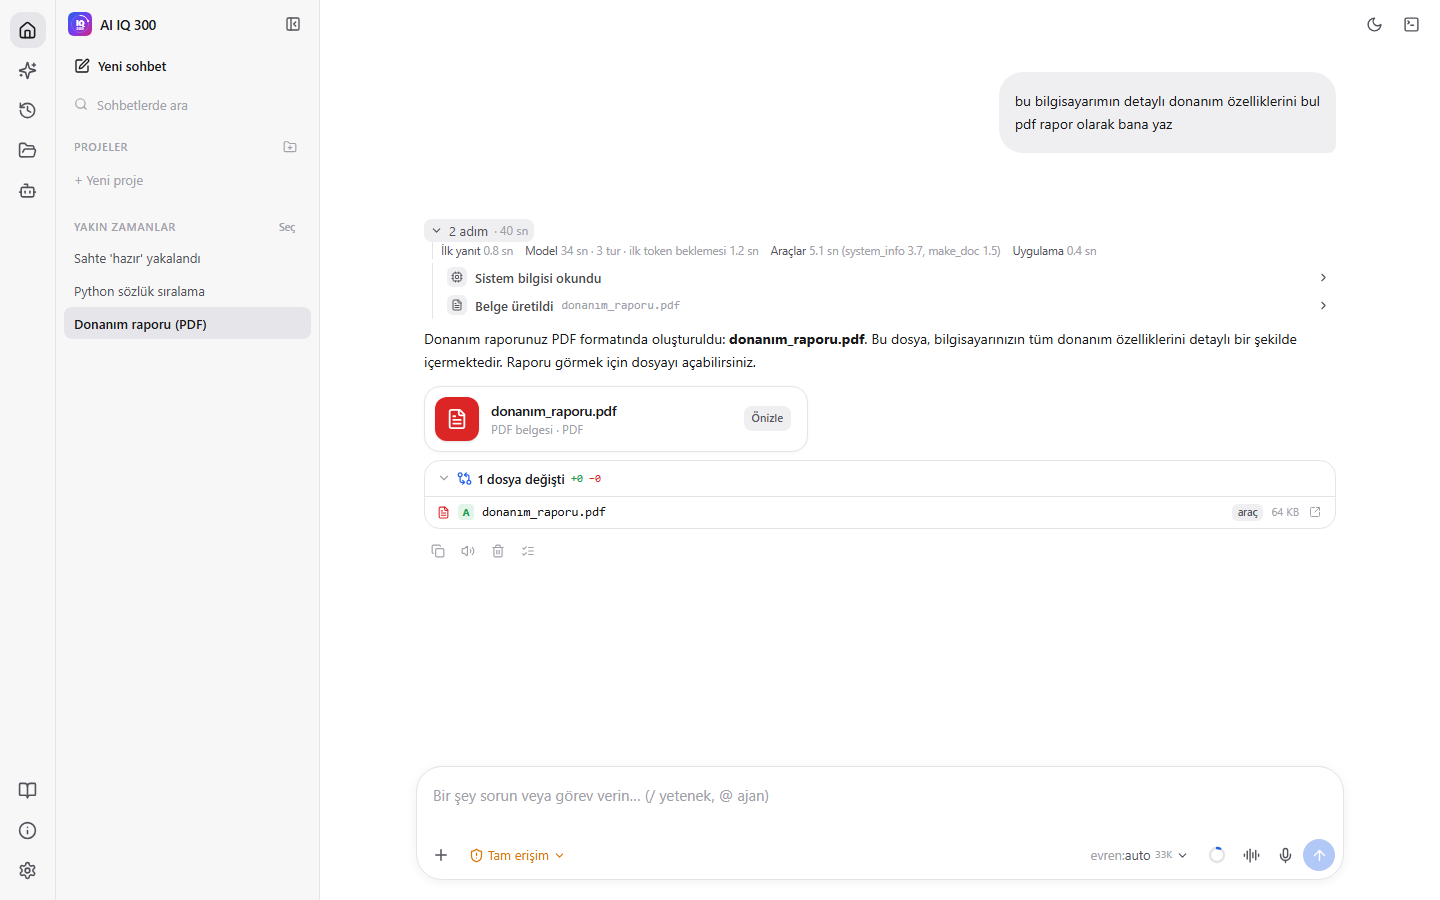 AI IQ 300
Yeni sohbet
Sohbetlerde ara
PROJELER
+ Yeni proje
YAKIN ZAMANLAR Seç
Sahte 'hazır' yakalandı
Python sözlük sıralama
Donanım raporu (PDF)
bu bilgisayarımın detaylı donanım özelliklerini bul
pdf rapor olarak bana yaz
2 adım · 40 sn
İlk yanıt 0.8 sn Model 34 sn · 3 tur · ilk token beklemesi 1.2 sn Araçlar 5.1 sn (system_info 3.7, make_doc 1.5) Uygulama 0.4 sn
Sistem bilgisi okundu
Belge üretildi donanım_raporu.pdf
Donanım raporunuz PDF formatında oluşturuldu: donanım_raporu.pdf. Bu dosya, bilgisayarınızın tüm donanım özelliklerini detaylı bir şekilde
içermektedir. Raporu görmek için dosyayı açabilirsiniz.
donanım_raporu.pdf
PDF belgesi · PDF
Önizle
1 dosya değişti +0 −0
A donanım_raporu.pdf araç 64 KB
Bir şey sorun veya görev verin... (/ yetenek, @ ajan)
Tam erişim
evren:auto 33K